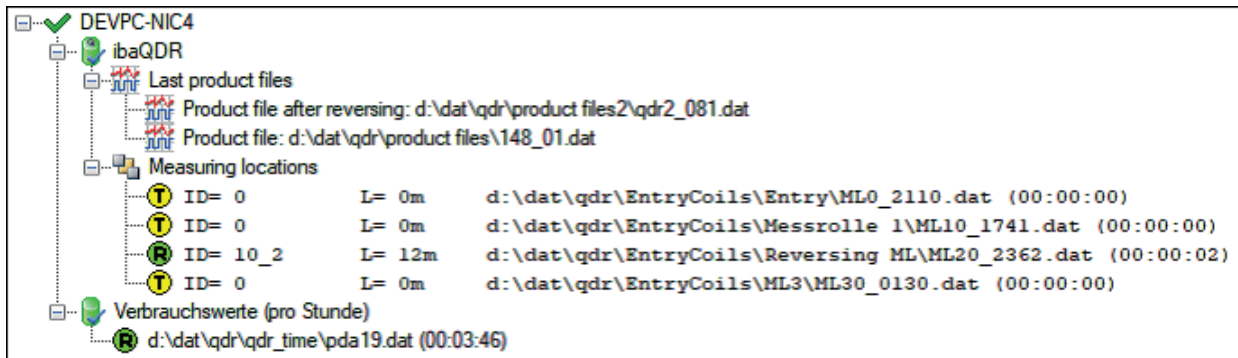 DEVPC-NIC4
ibaQDR
Last product files
Product file after reversing: d:\dat\qdr\product files2\qdr2_081.dat
Product file: d:\dat\qdr\product files\148_01.dat
Measuring locations
T ID= 0 L= 0m d:\dat\qdr\EntryCoils\Entry\ML0_2110.dat (00:00:00)
T ID= 0 L= 0m d:\dat\qdr\EntryCoils\Messrolle 1\ML10_1741.dat (00:00:00)
R ID= 10_2 L= 12m d:\dat\qdr\EntryCoils\Reversing ML\ML20_2362.dat (00:00:02)
T ID= 0 L= 0m d:\dat\qdr\EntryCoils\ML3\ML30_0130.dat (00:00:00)
Verbrauchswerte (pro Stunde)
R d:\dat\qdr\qdr_time\pda19.dat (00:03:46)